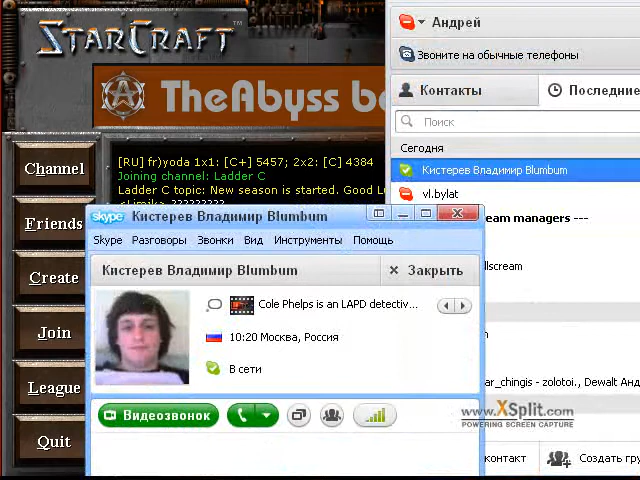 STARCRAFT™
TheAbyss ba
Channel
Friends
Create
Join
League
Quit
[RU] fr)yoda 1x1: [C+] 5457; 2x2: [C] 4384
Joining channel: Ladder C
Ladder C topic: New season is started. Good Lu
Андрей
Звоните на обычные телефоны
Контакты
Последние
Поиск
Сегодня
Кистерев Владимир Blumbum
vl.bylat
eam managers ---
llscream
ar_chingis - zolotoi., Dewalt Анд
контакт
Создать гру
skype Кистерев Владимир Blumbum
Skype Разговоры Звонки Вид Инструменты Помощь
Кистерев Владимир Blumbum
× Закрыть
Cole Phelps is an LAPD detectiv...
10:20 Москва, Россия
В сети
Видеозвонок
www.XSplit.com
POWERING SCREEN CAPTURE